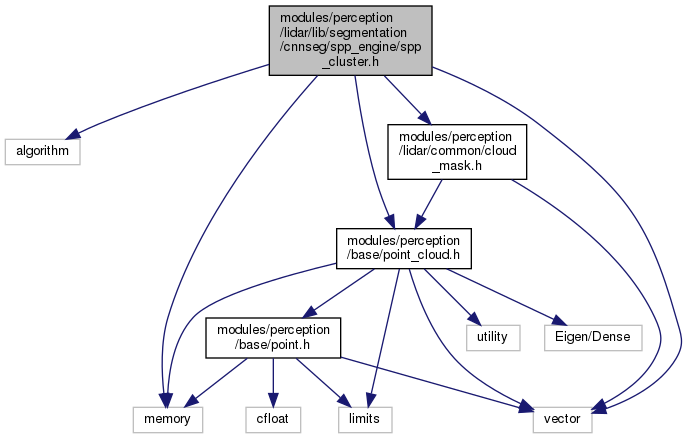 modules/perception
/lidar/lib/segmentation
/cnnseg/spp_engine/spp
_cluster.h
algorithm
modules/perception
/lidar/common/cloud
_mask.h
modules/perception
/base/point_cloud.h
modules/perception
/base/point.h
utility
Eigen/Dense
memory
cfloat
limits
vector